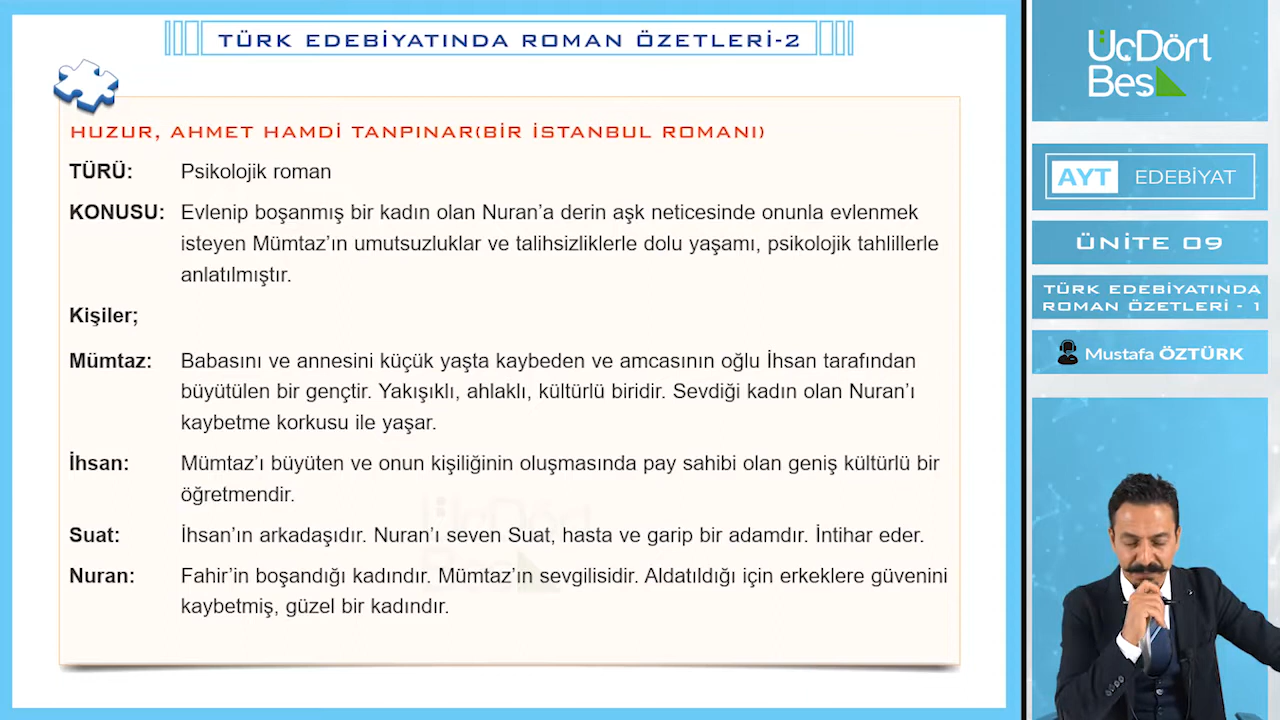 TÜRK EDEBİYATINDA ROMAN ÖZETLERİ-2
HUZUR, AHMET HAMDİ TANPINAR(BİR İSTANBUL ROMANI)
TÜRÜ: Psikolojik roman
KONUSU: Evlenip boşanmış bir kadın olan Nuran’a derin aşk neticesinde onunla evlenmek
isteyen Mümtaz’ın umutsuzluklar ve talihsizliklerle dolu yaşamı, psikolojik tahlillerle
anlatılmıştır.
Kişiler;
Mümtaz: Babasını ve annesini küçük yaşta kaybeden ve amcasının oğlu İhsan tarafından
büyütülen bir gençtir. Yakışıklı, ahlaklı, kültürlü biridir. Sevdiği kadın olan Nuran’ı
kaybetme korkusu ile yaşar.
İhsan: Mümtaz’ı büyüten ve onun kişiliğinin oluşmasında pay sahibi olan geniş kültürlü bir
öğretmendir.
Suat: İhsan’ın arkadaşıdır. Nuran’ı seven Suat, hasta ve garip bir adamdır. İntihar eder.
Nuran: Fahir’in boşandığı kadındır. Mümtaz’ın sevgilisidir. Aldatıldığı için erkeklere güvenini
kaybetmiş, güzel bir kadındır.
ÜçDört
Beş
AYT EDEBİYAT
ÜNİTE 09
TÜRK EDEBİYATINDA
ROMAN ÖZETLERİ - 1
Mustafa ÖZTÜRK